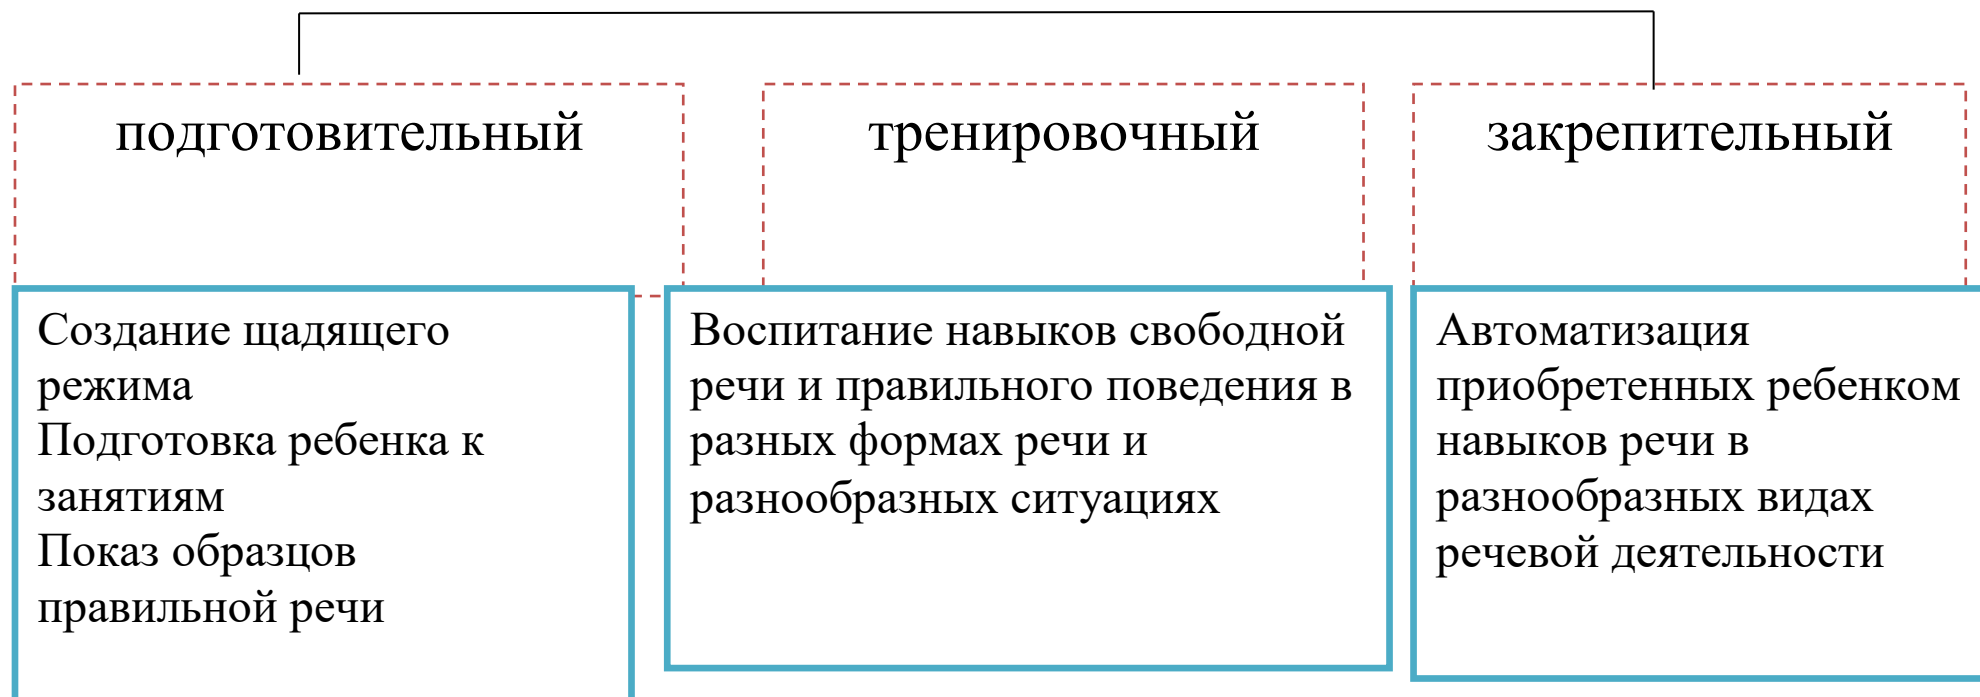 подготовительный
тренировочный
закрепительный
Создание щадящего
режима
Подготовка ребенка к
занятиям
Показ образцов
правильной речи
Воспитание навыков свободной
речи и правильного поведения в
разных формах речи и
разнообразных ситуациях
Автоматизация
приобретенных ребенком
навыков речи в
разнообразных видах
речевой деятельности